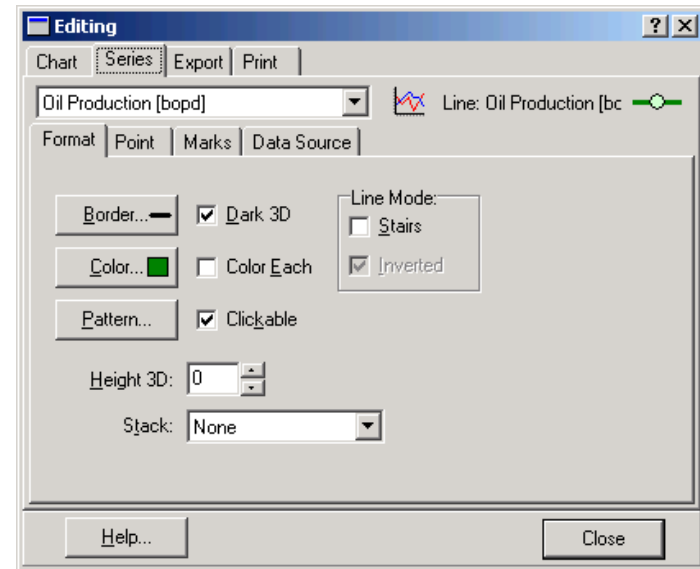 Editing
Chart Series Export Print
Oil Production [bopd] Line: Oil Production [bc
Format Point Marks Data Source
Border... Dark 3D Line Mode:
Stairs
Color... Color Each Inverted
Pattern... Clickable
Height 3D: 0
Stack: None
Help... Close